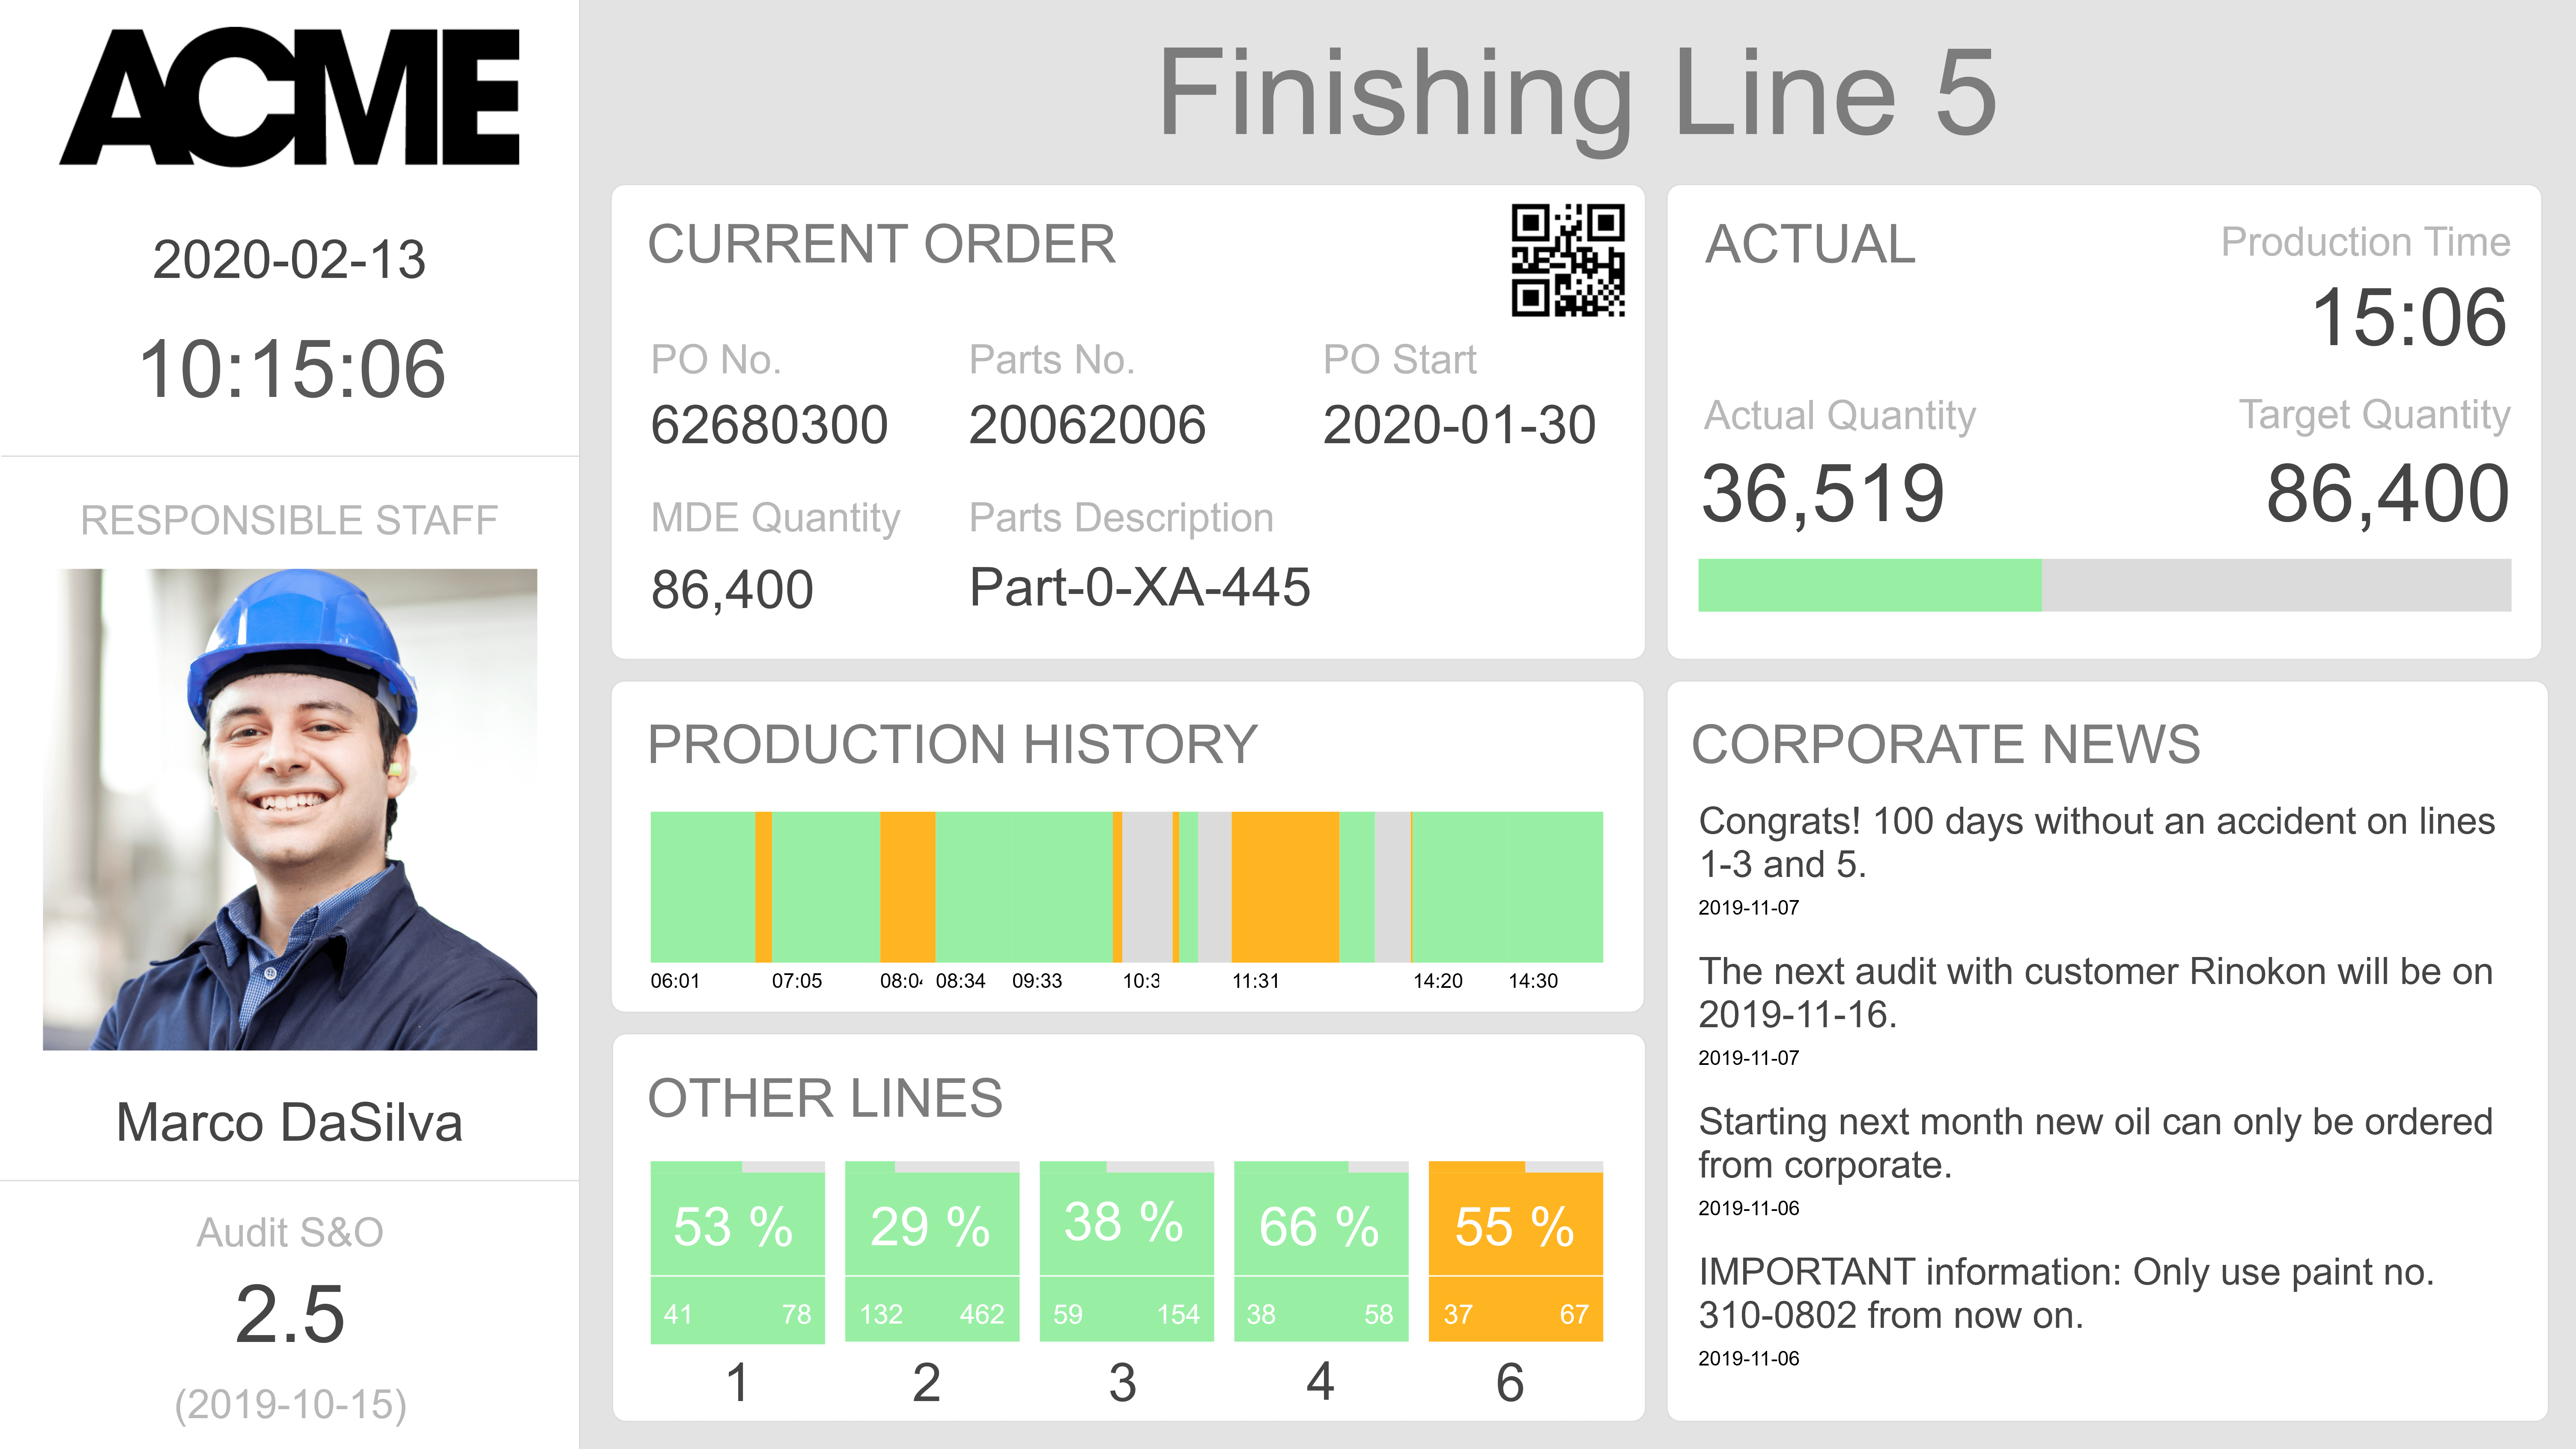 ACME
2020-02-13
10:15:06
RESPONSIBLE STAFF
Marco DaSilva
Audit S&O
2.5
(2019-10-15)
Finishing Line 5
CURRENT ORDER
PO No.
Parts No.
PO Start
62680300
20062006
2020-01-30
MDE Quantity
Parts Description
86,400
Part-0-XA-445
ACTUAL
Production Time
15:06
Actual Quantity
Target Quantity
36,519
86,400
PRODUCTION HISTORY
06:01
07:05
08:34
09:33
11:31
14:20
14:30
OTHER LINES
53 %
29 %
38 %
66 %
55 %
41 78
132 462
59 154
38 58
37 67
1
2
3
4
6
CORPORATE NEWS
Congrats! 100 days without an accident on lines
1-3 and 5.
2019-11-07
The next audit with customer Rinokon will be on
2019-11-16.
2019-11-07
Starting next month new oil can only be ordered
from corporate.
2019-11-06
IMPORTANT information: Only use paint no.
310-0802 from now on.
2019-11-06